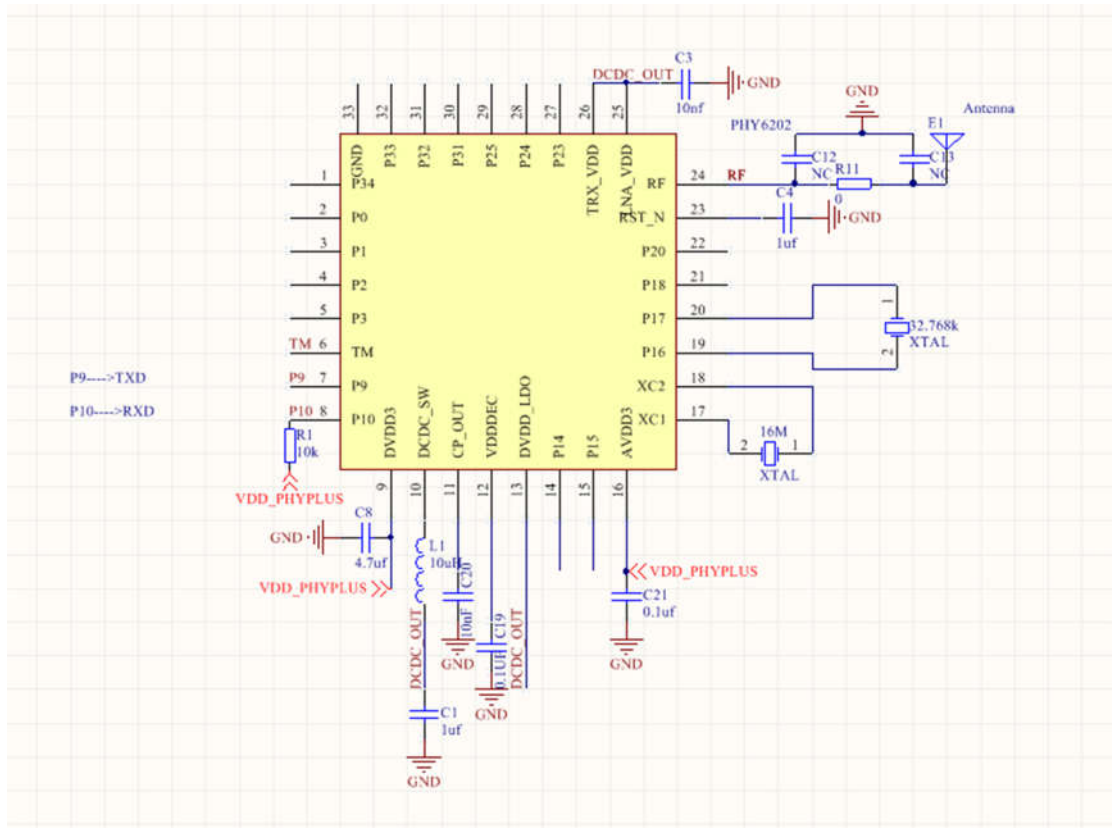 DCDC_OUT
C3
10nf
GND
PHY6202
GND
E1
Antenna
33
32
31
30
29
28
27
26
25
GND
P33
P32
P31
P25
P24
P23
TRX_VDD
LNA_VDD
C12
NC
C13
NC
R11
0
1
P34
RF
24
RF
2
P0
RST_N
23
C4
1uf
GND
3
P1
P20
22
4
P2
P18
21
5
P3
P17
20
1
32.768k
XTAL
2
TM
6
TM
P16
19
P9---->TXD
P9
7
P9
XC2
18
P10---->RXD
P10
8
P10
XC1
17
2
16M
1
XTAL
R1
10k
VDD_PHYPLUS
DVDD3
DCDC_SW
CP_OUT
VDDDEC
DVDD_LDO
P14
P15
AVDD3
9
10
11
12
13
14
15
16
C8
GND
4.7uf
VDD_PHYPLUS
L1
10uH
C20
10nF
GND
C19
0.1UF
GND
DCDC_OUT
DCDC_OUT
VDD_PHYPLUS
C21
0.1uf
GND
C1
1uf
GND